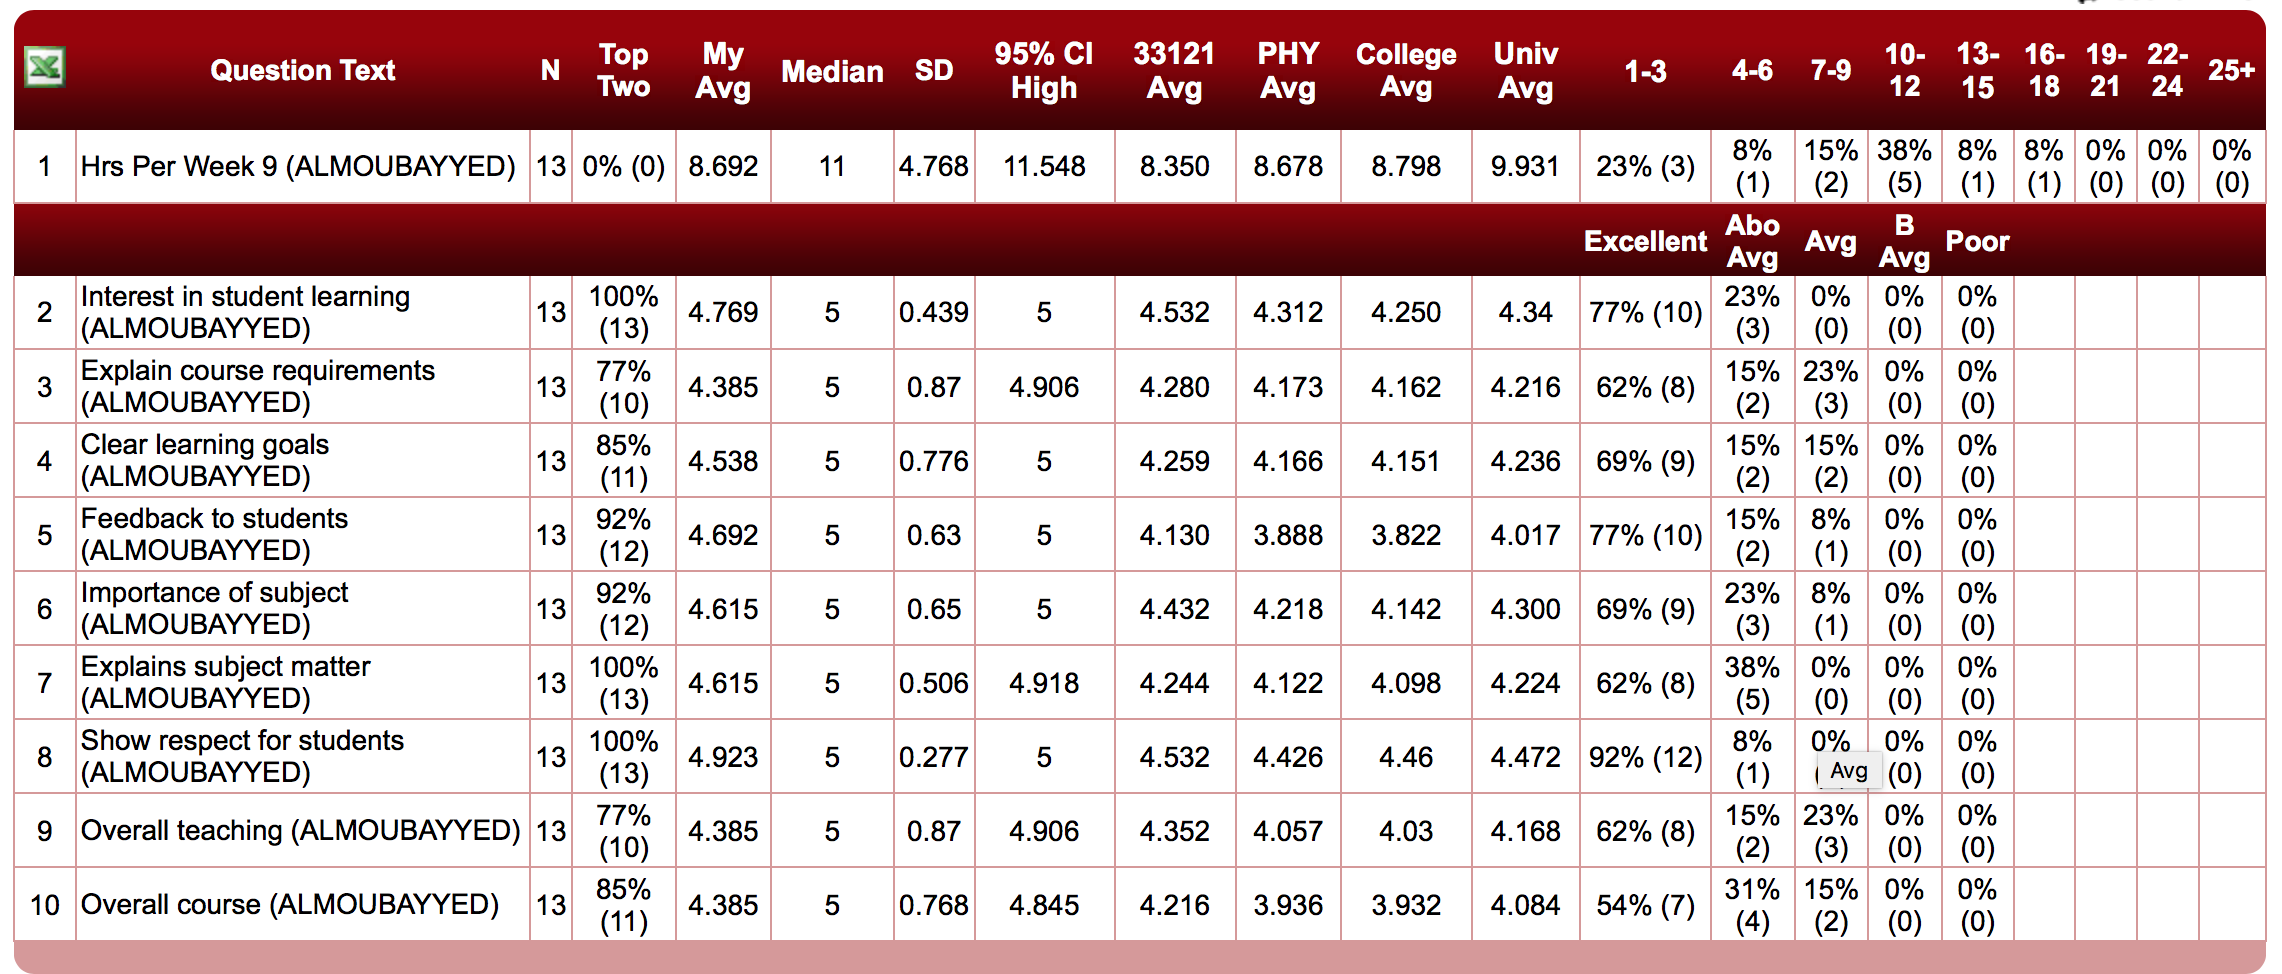 Question Text N Top Two My Avg Median SD 95% CI High 33121 Avg PHY Avg College Avg Univ Avg 1-3 4-6 7-9 10-12 13-15 16-18 19-21 22-24 25+
1 Hrs Per Week 9 (ALMOUBAYYED) 13 0% (0) 8.692 11 4.768 11.548 8.350 8.678 8.798 9.931 23% (3) 8% (1) 15% (2) 38% (5) 8% (1) 8% (1) 0% (0) 0% (0) 0% (0)
Excellent Abo Avg Avg B Avg Poor
2 Interest in student learning (ALMOUBAYYED) 13 100% (13) 4.769 5 0.439 5 4.532 4.312 4.250 4.34 77% (10) 23% (3) 0% (0) 0% (0) 0% (0)
3 Explain course requirements (ALMOUBAYYED) 13 77% (10) 4.385 5 0.87 4.906 4.280 4.173 4.162 4.216 62% (8) 15% (2) 23% (3) 0% (0) 0% (0)
4 Clear learning goals (ALMOUBAYYED) 13 85% (11) 4.538 5 0.776 5 4.259 4.166 4.151 4.236 69% (9) 15% (2) 15% (2) 0% (0) 0% (0)
5 Feedback to students (ALMOUBAYYED) 13 92% (12) 4.692 5 0.63 5 4.130 3.888 3.822 4.017 77% (10) 15% (2) 8% (1) 0% (0) 0% (0)
6 Importance of subject (ALMOUBAYYED) 13 92% (12) 4.615 5 0.65 5 4.432 4.218 4.142 4.300 69% (9) 23% (3) 8% (1) 0% (0) 0% (0)
7 Explains subject matter (ALMOUBAYYED) 13 100% (13) 4.615 5 0.506 4.918 4.244 4.122 4.098 4.224 62% (8) 38% (5) 0% (0) 0% (0) 0% (0)
8 Show respect for students (ALMOUBAYYED) 13 100% (13) 4.923 5 0.277 5 4.532 4.426 4.46 4.472 92% (12) 8% (1) 0% Avg 0% (0) 0% (0)
9 Overall teaching (ALMOUBAYYED) 13 77% (10) 4.385 5 0.87 4.906 4.352 4.057 4.03 4.168 62% (8) 15% (2) 23% (3) 0% (0) 0% (0)
10 Overall course (ALMOUBAYYED) 13 85% (11) 4.385 5 0.768 4.845 4.216 3.936 3.932 4.084 54% (7) 31% (4) 15% (2) 0% (0) 0% (0)